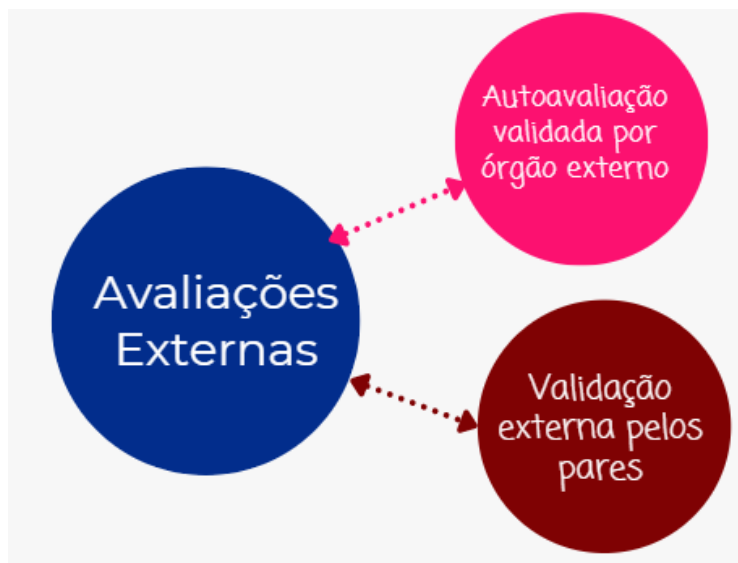 Autoavaliação
validada por
órgão externo
Avaliações
Externas
Validação
externa pelos
pares